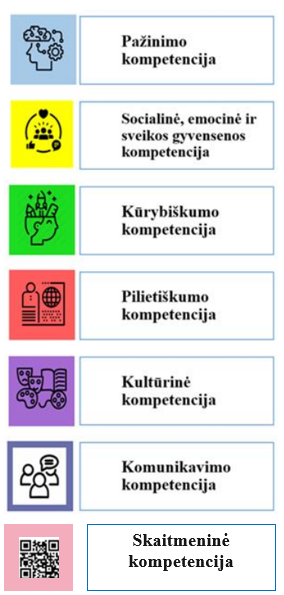 Pažinimo
kompetencija
Socialinė, emocinė ir
sveikos gyvensenos
kompetencija
Kūrybiškumo
kompetencija
Pilietiškumo
kompetencija
Kultūrinė
kompetencija
Komunikavimo
kompetencija
Skaitmeninė
kompetencija